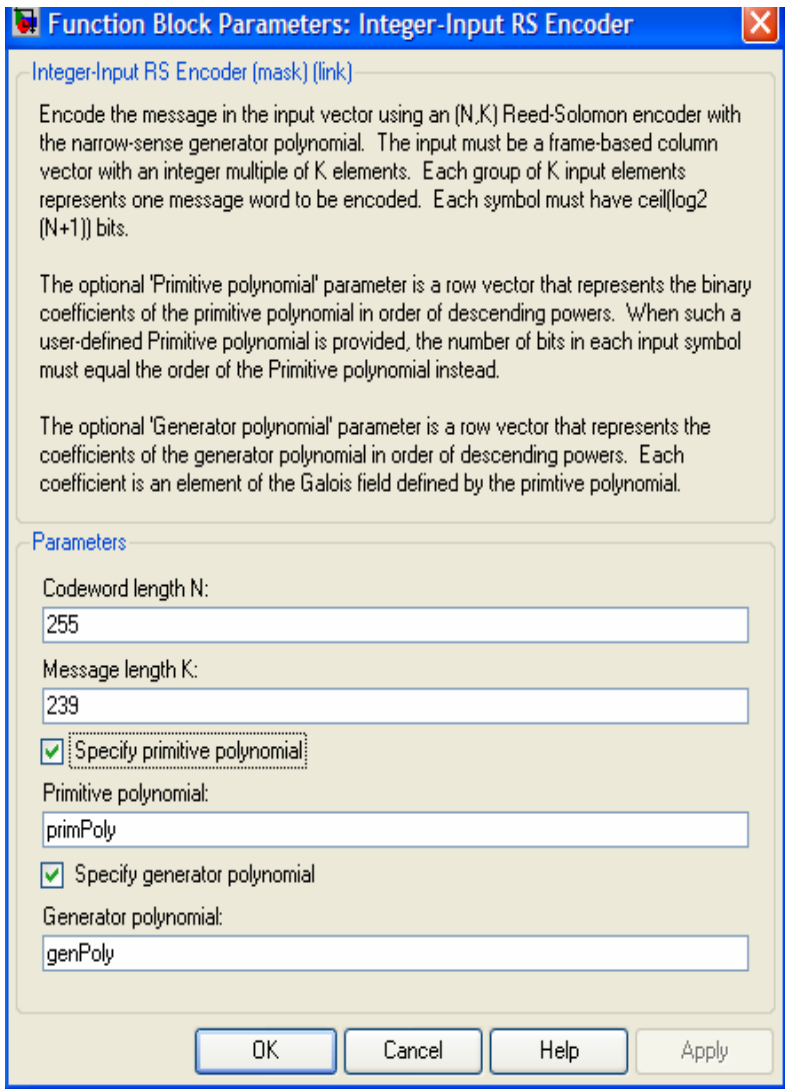 Function Block Parameters: Integer-Input RS Encoder
Integer-Input RS Encoder (mask) (link)
Encode the message in the input vector using an (N,K) Reed-Solomon encoder with
the narrow-sense generator polynomial.  The input must be a frame-based column
vector with an integer multiple of K elements.  Each group of K input elements
represents one message word to be encoded.  Each symbol must have ceil(log2
(N+1)) bits.
The optional 'Primitive polynomial' parameter is a row vector that represents the binary
coefficients of the primitive polynomial in order of descending powers.  When such a
user-defined Primitive polynomial is provided, the number of bits in each input symbol
must equal the order of the Primitive polynomial instead.
The optional 'Generator polynomial' parameter is a row vector that represents the
coefficients of the generator polynomial in order of descending powers.  Each
coefficient is an element of the Galois field defined by the primtive polynomial.
Parameters
Codeword length N:
255
Message length K:
239
Specify primitive polynomial
Primitive polynomial:
primPoly
Specify generator polynomial
Generator polynomial:
genPoly
OK Cancel Help Apply